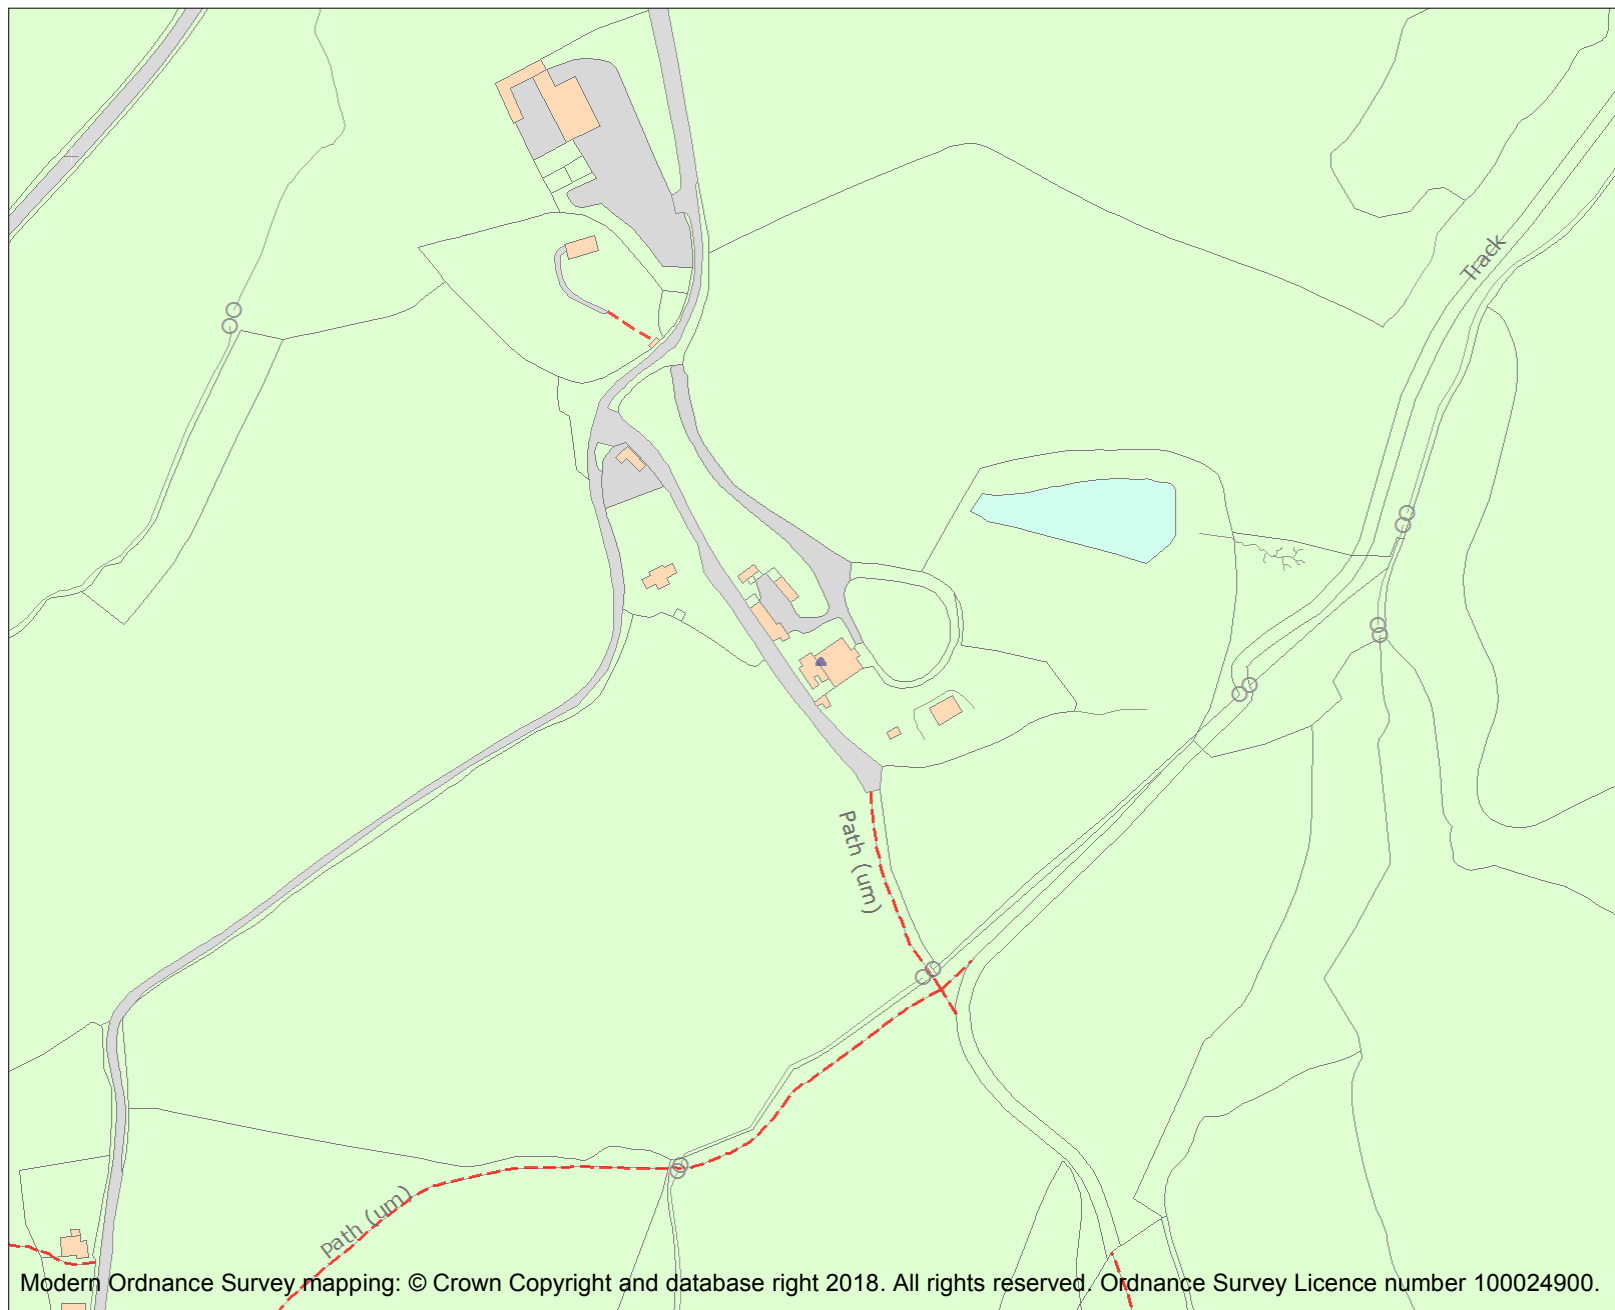 Track
Path (um)
Path (um)
Modern Ordnance Survey mapping: © Crown Copyright and database right 2018. All rights reserved. Ordnance Survey Licence number 100024900.